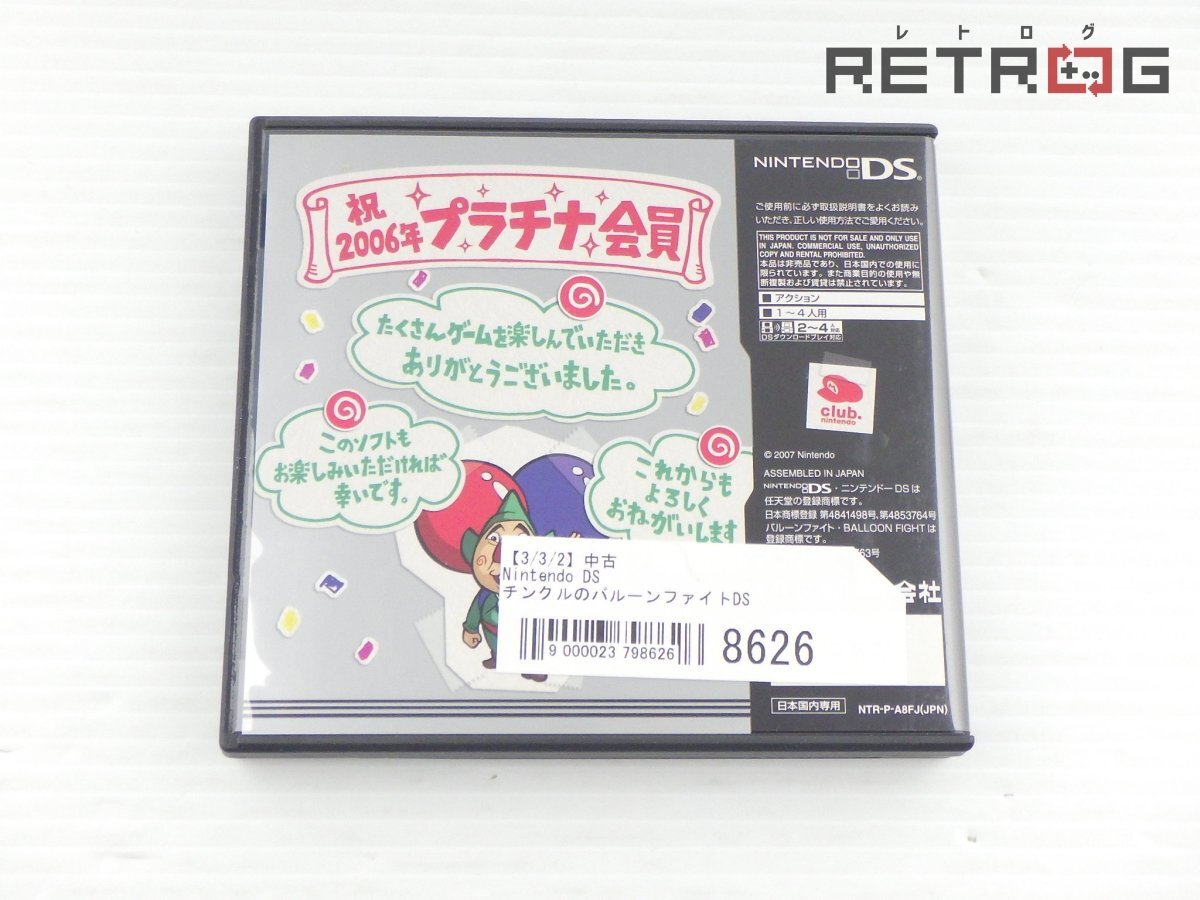 レトログ
RETROG
祝
2006年プラチナ会員
たくさんゲームを楽しんでいただき
ありがとうございました。
このソフトも
お楽しみいただければ
幸いです。
これからも
よろしく
おねがいします
NINTENDO DS
ご使用前に必ず取扱説明書をよくお読み
いただき、正しい使用方法でご愛用ください。
THIS PRODUCT IS NOT FOR SALE AND ONLY USE
IN JAPAN. COMMERCIAL USE, UNAUTHORIZED
COPY AND RENTAL PROHIBITED.
本品は非売品であり、日本国内での使用に
限られています。また商業目的の使用や無
断複製および賃貸は禁止されています。
■ アクション
■ 1〜4人用
2〜4人対応
DSダウンロードプレイ対応
M
club.
nintendo
© 2007 Nintendo
ASSEMBLED IN JAPAN
NINTENDO DS・ニンテンドーDSは
任天堂の登録商標です。
日本商標登録 第4841498号、第4853764号
バルーンファイト・BALLOON FIGHTは
登録商標です。
763号
会社
【3/3/2】中古
Nintendo DS
チンクルのバルーンファイトDS
9 000023 798626
8626
日本国内専用
NTR-P-A8FJ(JPN)